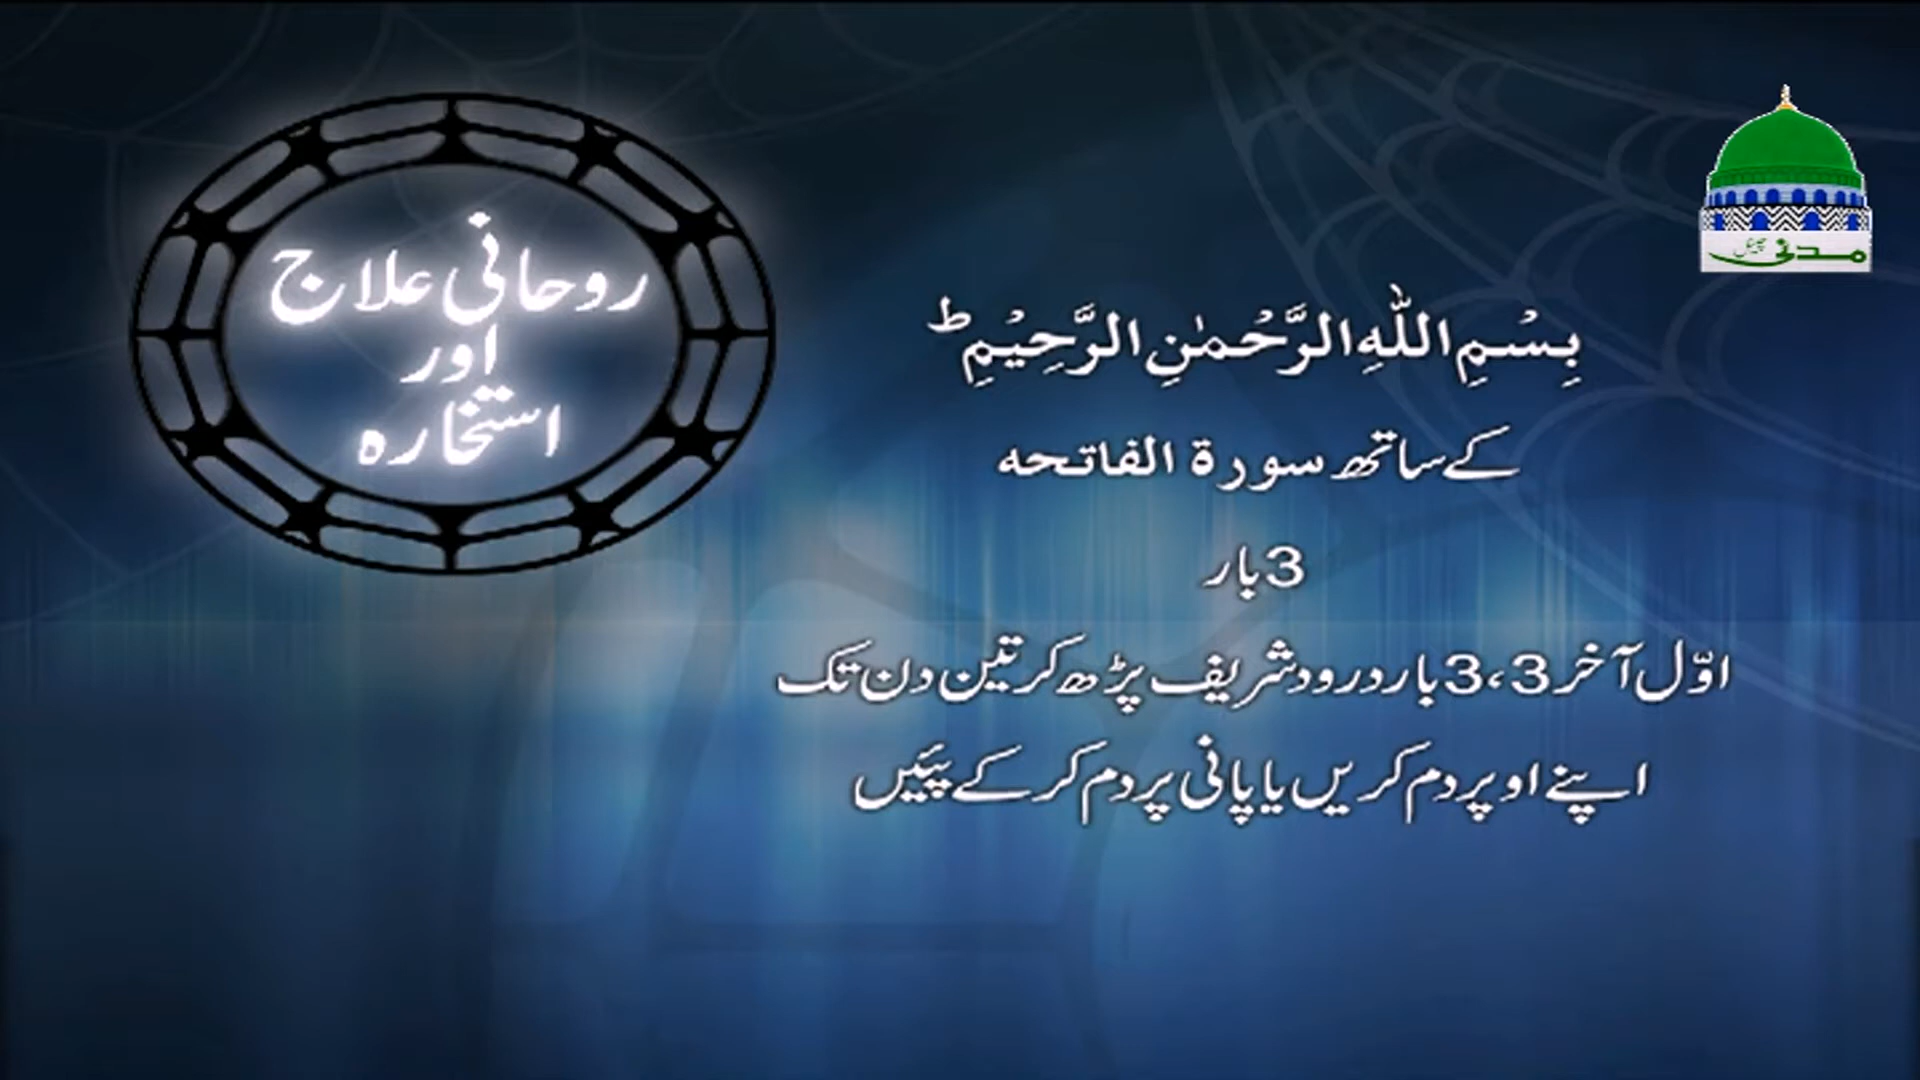 روحانی علاج
اور
استخارہ
مدنی چینل
بِسْمِ اللّٰهِ الرَّحْمٰنِ الرَّحِيْمِ ؕ
کے ساتھ سورۃ الفاتحہ
3 بار
اوّل آخر 3،3 بار درود شریف پڑھ کر تین دن تک
اپنے اوپر دم کریں یا پانی پر دم کر کے پیئیں